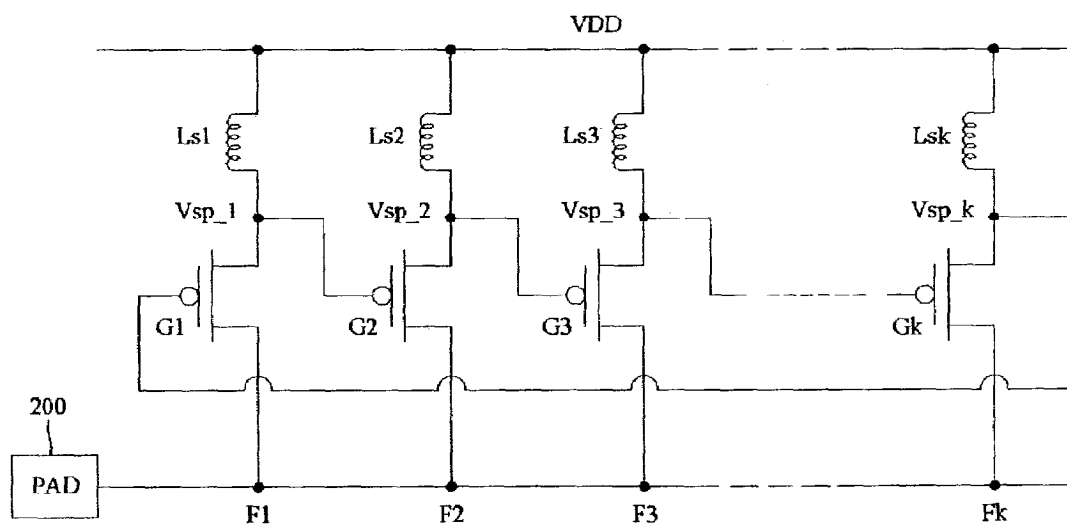 VDD
Ls1 Ls2 Ls3 Lsk
Vsp_1 Vsp_2 Vsp_3 Vsp_k
G1 G2 G3 Gk
200
PAD
F1 F2 F3 Fk